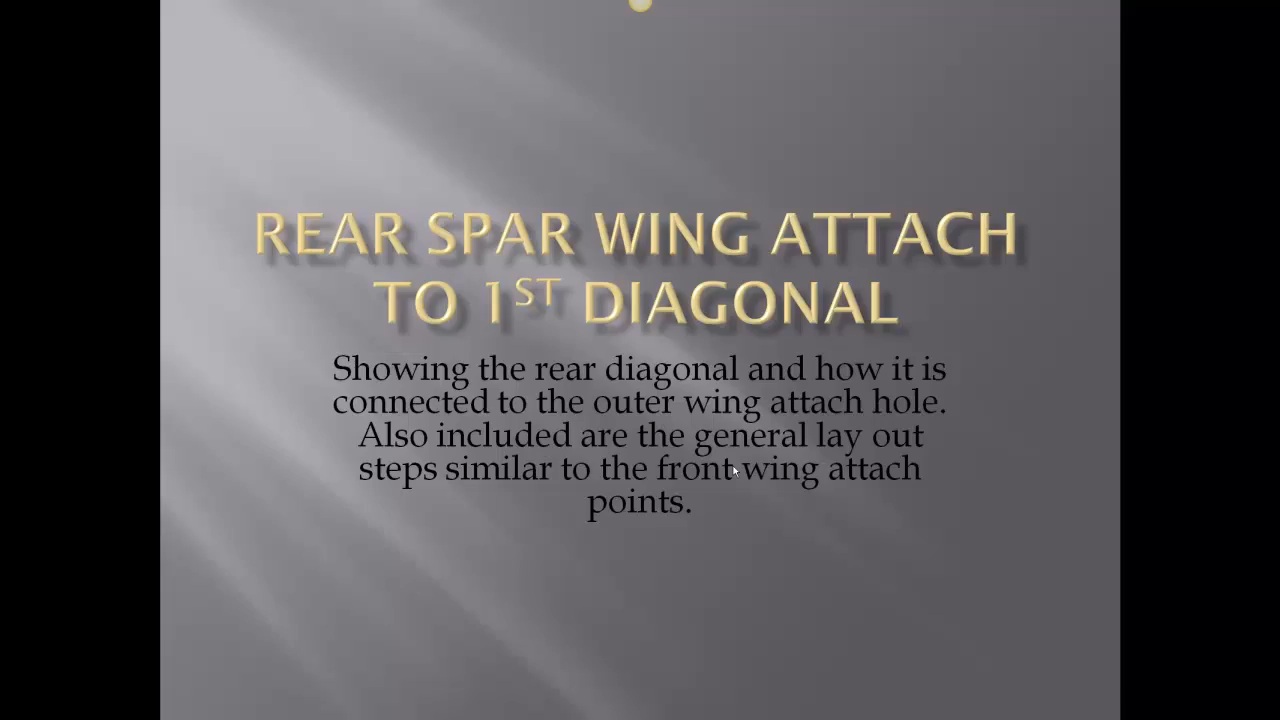 REAR SPAR WING ATTACH
TO 1ST DIAGONAL
Showing the rear diagonal and how it is
connected to the outer wing attach hole.
Also included are the general lay out
steps similar to the front wing attach
points.